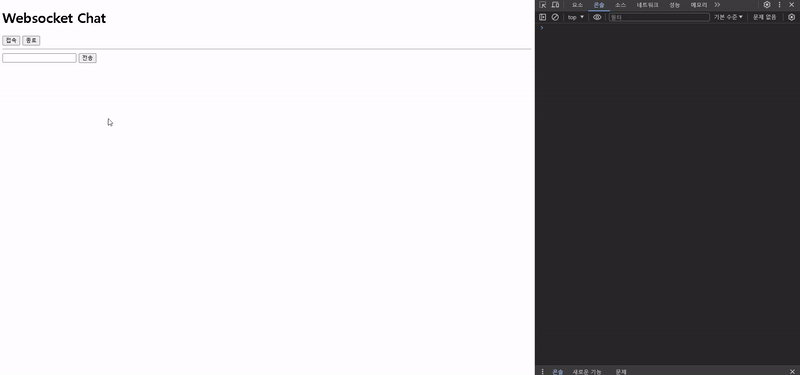 Websocket Chat
접속 종료
전송
요소 콘솔 소스 네트워크 성능 메모리
top 필터 기본 수준 문제 없음
콘솔 새로운 기능 문제